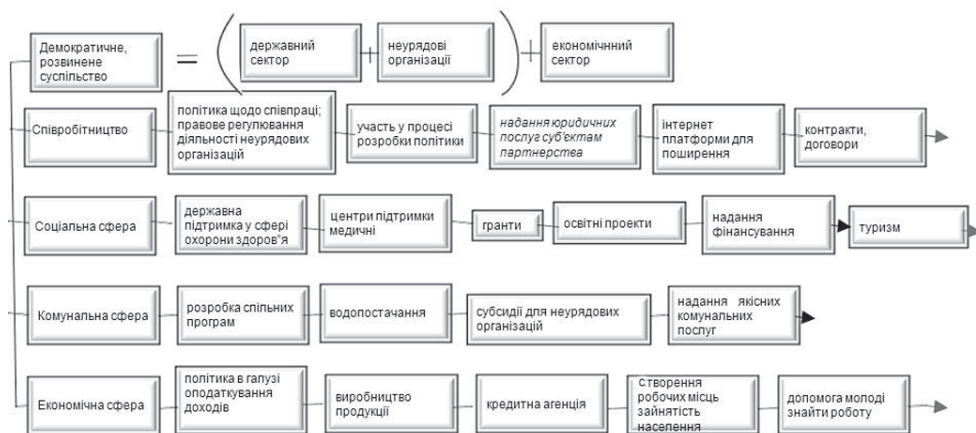 Демократичне,
розвинене
суспільство
=
(
державний
сектор
+
неурядові
організації
)
+
економічнний
сектор
Співробітництво
політика щодо співпраці;
правове регулювання
діяльності неурядових
організацій
участь у процесі
розробки політики
надання юридичних
послуг суб'єктам
партнерства
інтернет
платформи для
поширення
контракти,
договори
Соціальна сфера
державна
підтримка у сфері
охорони здоров"я
центри підтримки
медичні
гранти
освітні проекти
надання
фінансування
туризм
Комунальна сфера
розробка спільних
програм
водопостачання
субсидії для неурядових
організацій
надання якісних
комунальних
послуг
Економічна сфера
політика в галузі
оподаткування
доходів
виробництво
продукції
кредитна агенція
Створення
робочих місць
зайнятість
населення
допомога молоді
знайти роботу